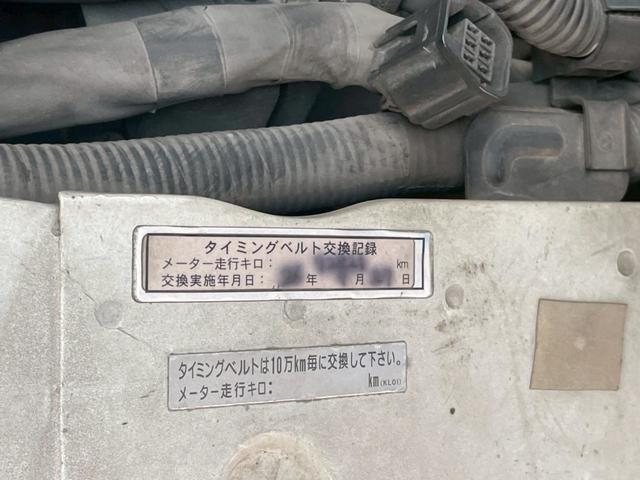 タイミングベルト交換記録
メーター走行キロ: km
交換実施年月日: 年 月 日
タイミングベルトは10万km毎に交換して下さい。
メーター走行キロ: km(KL01)